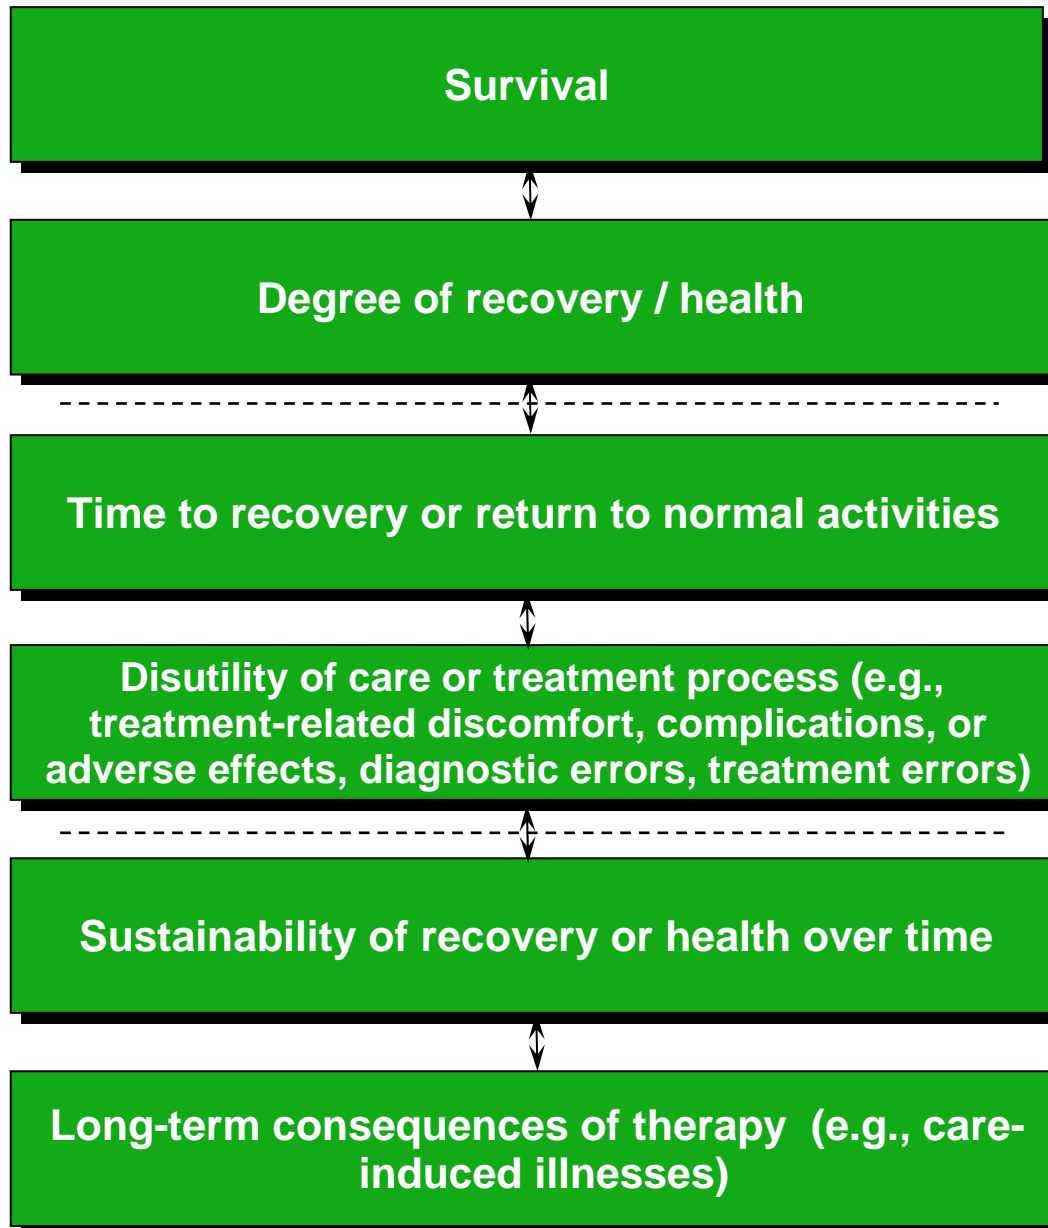 Survival
Degree of recovery / health
Time to recovery or return to normal activities
Disutility of care or treatment process (e.g.,
treatment-related discomfort, complications, or
adverse effects, diagnostic errors, treatment errors)
Sustainability of recovery or health over time
Long-term consequences of therapy  (e.g., care-
induced illnesses)